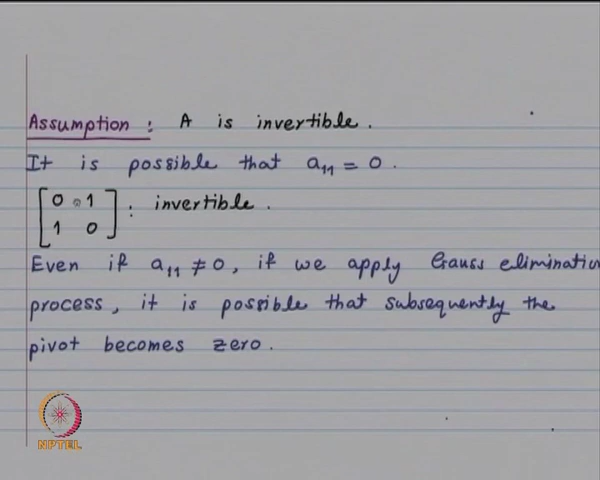 Assumption : A is invertible.
It is possible that a₁₁ = 0.
[0 1
1 0] : invertible.
Even if a₁₁ ≠ 0, if we apply Gauss elimination
process, it is possible that subsequently the
pivot becomes zero.
NPTEL